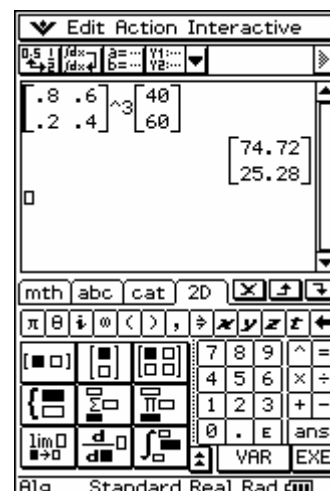 Edit Action Interactive
[.8 .6
.2 .4]^3[40
60]
[74.72
25.28]
mth abc cat 2D
π θ i ∞ ( ) , ⇒ x y z t ←
7 8 9 ^ =
4 5 6 × ÷
1 2 3 + -
0 . E ans
VAR EXE
lim Σ Π d d ∫
Alg Standard Real Rad